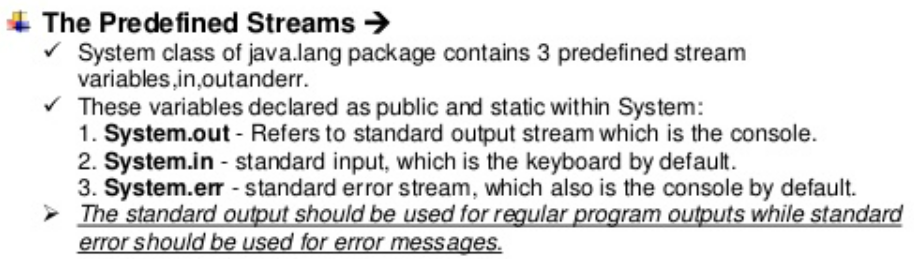 The Predefined Streams →
✓ System class of java.lang package contains 3 predefined stream
variables,in,outanderr.
✓ These variables declared as public and static within System:
1. System.out - Refers to standard output stream which is the console.
2. System.in - standard input, which is the keyboard by default.
3. System.err - standard error stream, which also is the console by default.
➢ The standard output should be used for regular program outputs while standard
error should be used for error messages.